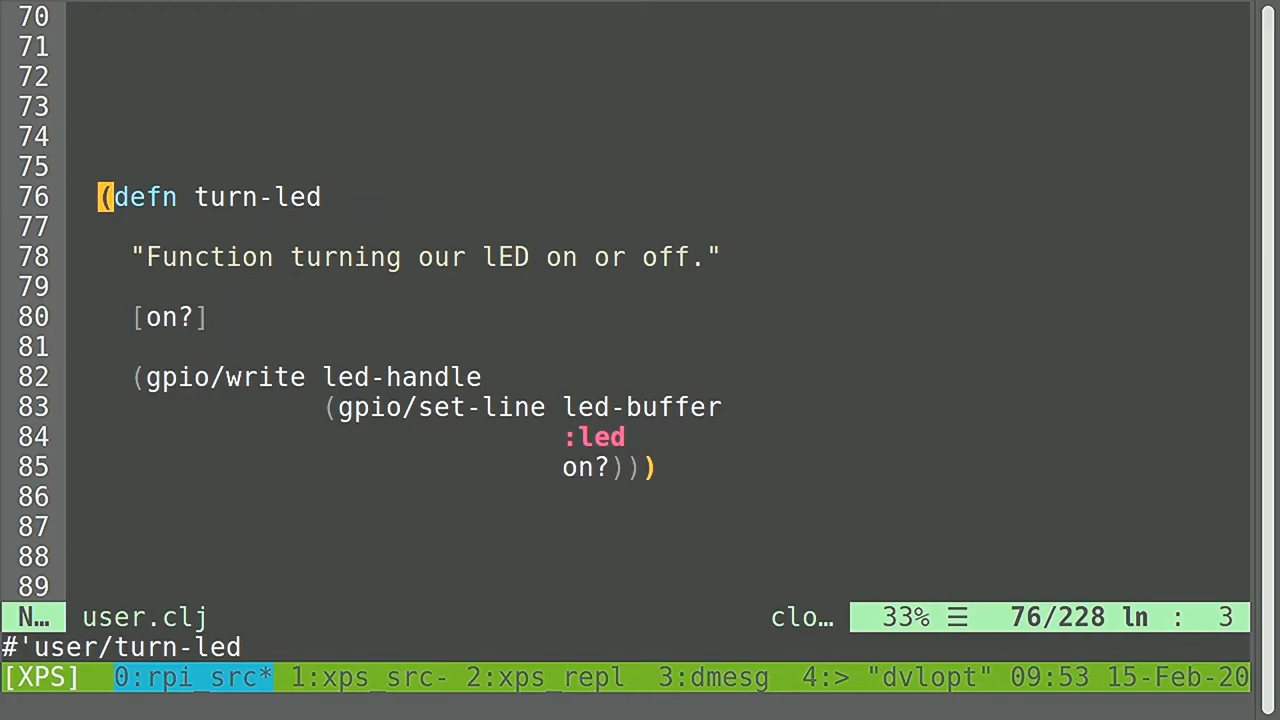 70
71
72
73
74
75
76 (defn turn-led
77
78 "Function turning our lED on or off."
79
80 [on?]
81
82 (gpio/write led-handle
83 (gpio/set-line led-buffer
84 :led
85 on?)))
86
87
88
89
N… user.clj clo… 33% ☰ 76/228 ln : 3
#'user/turn-led
[XPS] 0:rpi_src* 1:xps_src- 2:xps_repl 3:dmesg 4:> "dvlopt" 09:53 15-Feb-20